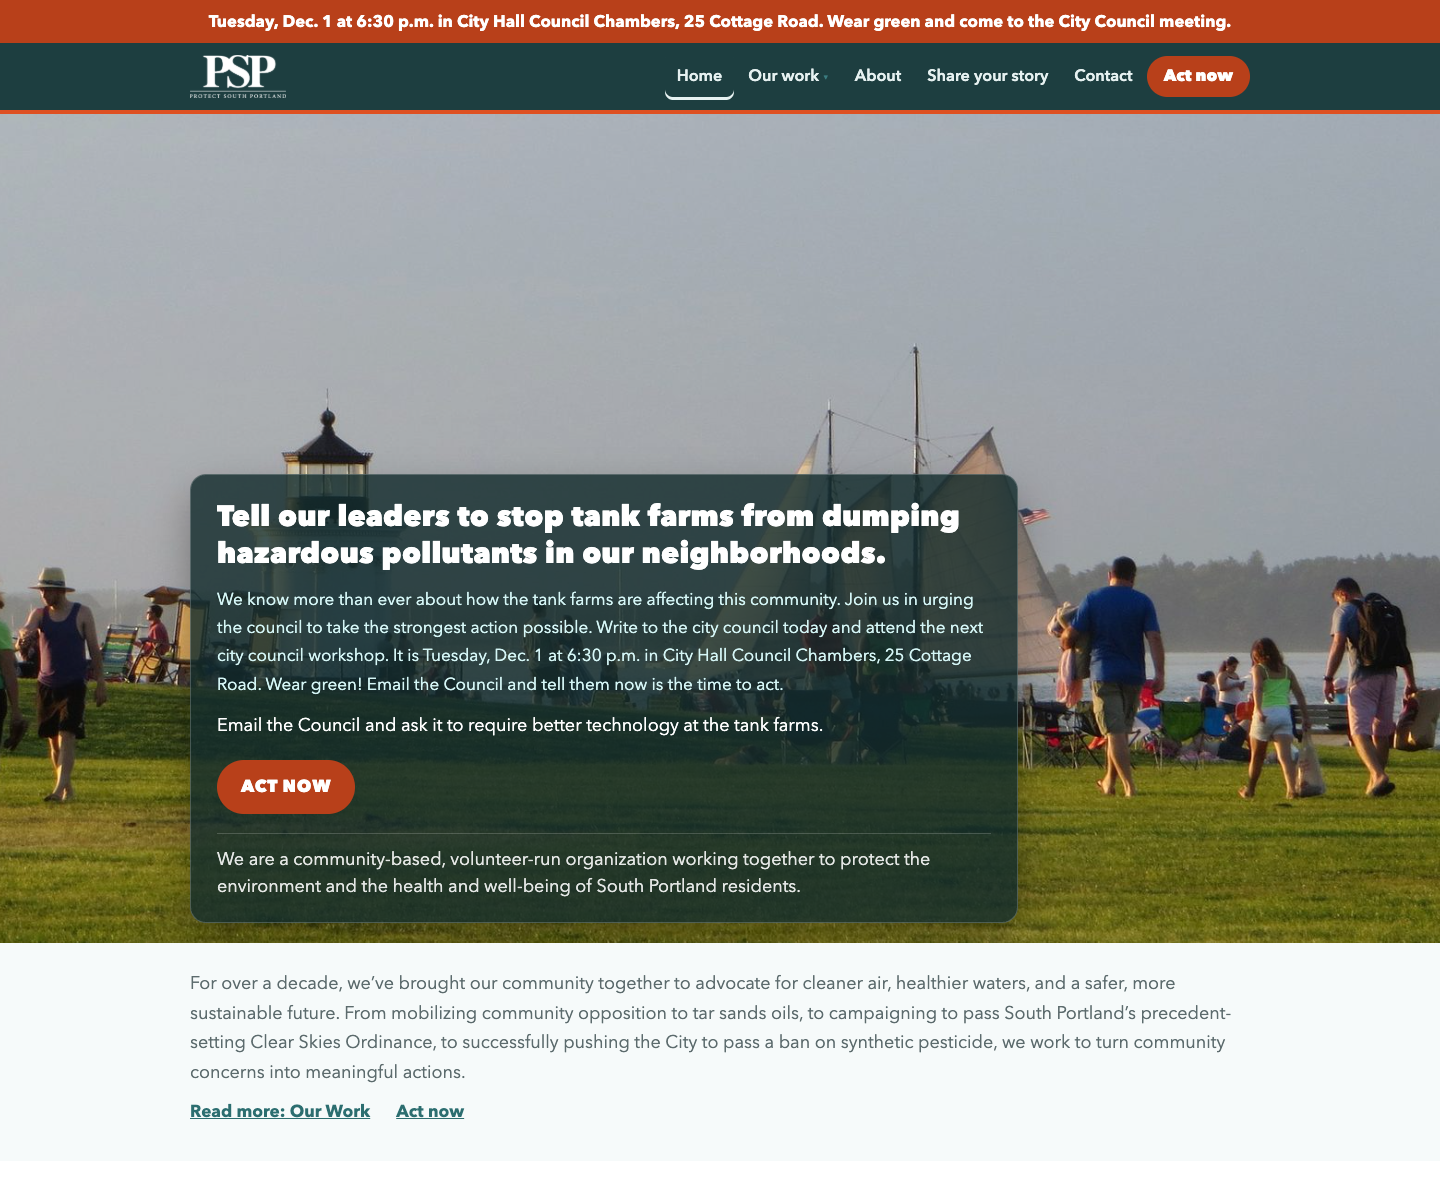 Tuesday, Dec. 1 at 6:30 p.m. in City Hall Council Chambers, 25 Cottage Road. Wear green and come to the City Council meeting.
PSP
PROTECT SOUTH PORTLAND
Home
Our work
About
Share your story
Contact
Act now
Tell our leaders to stop tank farms from dumping
hazardous pollutants in our neighborhoods.
We know more than ever about how the tank farms are affecting this community. Join us in urging
the council to take the strongest action possible. Write to the city council today and attend the next
city council workshop. It is Tuesday, Dec. 1 at 6:30 p.m. in City Hall Council Chambers, 25 Cottage
Road. Wear green! Email the Council and tell them now is the time to act.
Email the Council and ask it to require better technology at the tank farms.
ACT NOW
We are a community-based, volunteer-run organization working together to protect the
environment and the health and well-being of South Portland residents.
For over a decade, we’ve brought our community together to advocate for cleaner air, healthier waters, and a safer, more
sustainable future. From mobilizing community opposition to tar sands oils, to campaigning to pass South Portland’s precedent-
setting Clear Skies Ordinance, to successfully pushing the City to pass a ban on synthetic pesticide, we work to turn community
concerns into meaningful actions.
Read more: Our Work
Act now